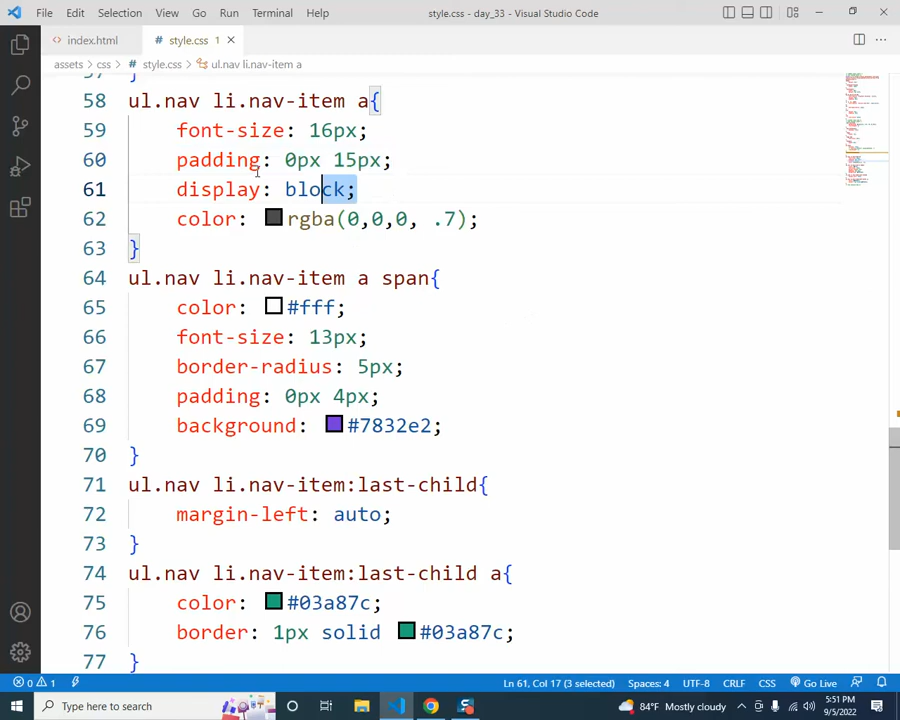 File Edit Selection View Go Run Terminal Help style.css - day_33 - Visual Studio Code
index.html # style.css 1
assets > css > # style.css > ul.nav li.nav-item a
57 }
58 ul.nav li.nav-item a{
59 font-size: 16px;
60 padding: 0px 15px;
61 display: block;
62 color: rgba(0,0,0, .7);
63 }
64 ul.nav li.nav-item a span{
65 color: #fff;
66 font-size: 13px;
67 border-radius: 5px;
68 padding: 0px 4px;
69 background: #7832e2;
70 }
71 ul.nav li.nav-item:last-child{
72 margin-left: auto;
73 }
74 ul.nav li.nav-item:last-child a{
75 color: #03a87c;
76 border: 1px solid #03a87c;
77 }
0 1 Ln 61, Col 17 (3 selected) Spaces: 4 UTF-8 CRLF CSS Go Live
Type here to search 84°F Mostly cloudy 5:51 PM
9/5/2022